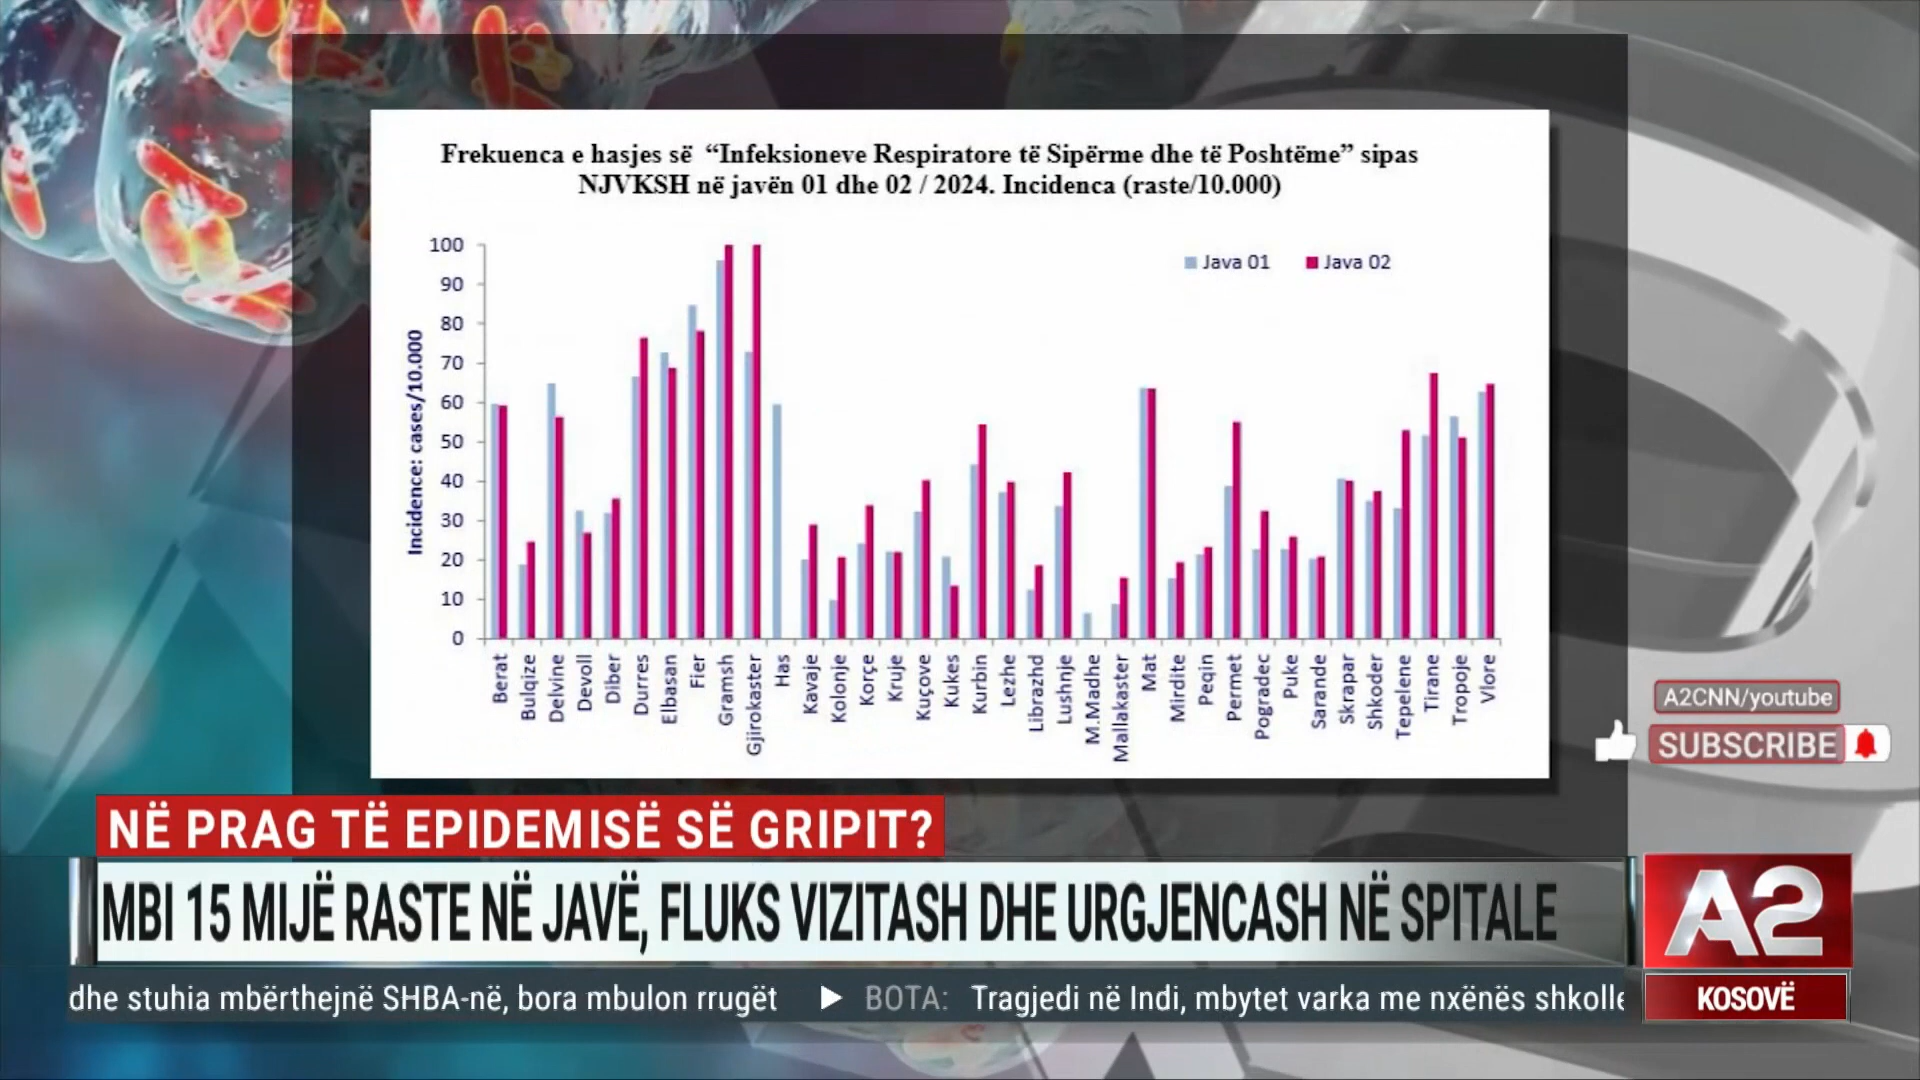 Frekuenca e hasjes së “Infeksioneve Respiratore të Sipërme dhe të Poshtëme” sipas
NJVKSH në javën 01 dhe 02 / 2024. Incidenca (raste/10.000)
Java 01
Java 02
Incidence: cases/10.000
100
90
80
70
60
50
40
30
20
10
0
Berat
Bulqize
Delvine
Devoll
Diber
Durres
Elbasan
Fier
Gramsh
Gjirokaster
Has
Kavaje
Kolonje
Korçe
Kruje
Kuçove
Kukes
Kurbin
Lezhe
Librazhd
Lushnje
M.Madhe
Mallakaster
Mat
Mirdite
Peqin
Permet
Pogradec
Puke
Sarande
Skrapar
Shkoder
Tepelene
Tirane
Tropoje
Vlore
A2CNN/youtube
SUBSCRIBE
NË PRAG TË EPIDEMISË SË GRIPIT?
MBI 15 MIJË RASTE NË JAVË, FLUKS VIZITASH DHE URGJENCASH NË SPITALE
A2
dhe stuhia mbërthejnë SHBA-në, bora mbulon rrugët ▶ BOTA: Tragjedi në Indi, mbytet varka me nxënës shkolle
KOSOVË